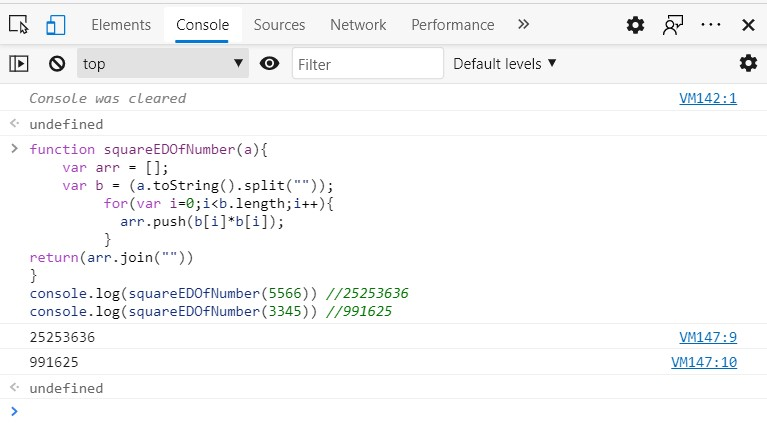 Elements Console Sources Network Performance
top Filter Default levels
Console was cleared VM142:1
undefined
function squareEDOfNumber(a){
var arr = [];
var b = (a.toString().split(""));
for(var i=0;i<b.length;i++){
arr.push(b[i]*b[i]);
}
return(arr.join(""))
}
console.log(squareEDOfNumber(5566)) //25253636
console.log(squareEDOfNumber(3345)) //991625
25253636 VM147:9
991625 VM147:10
undefined